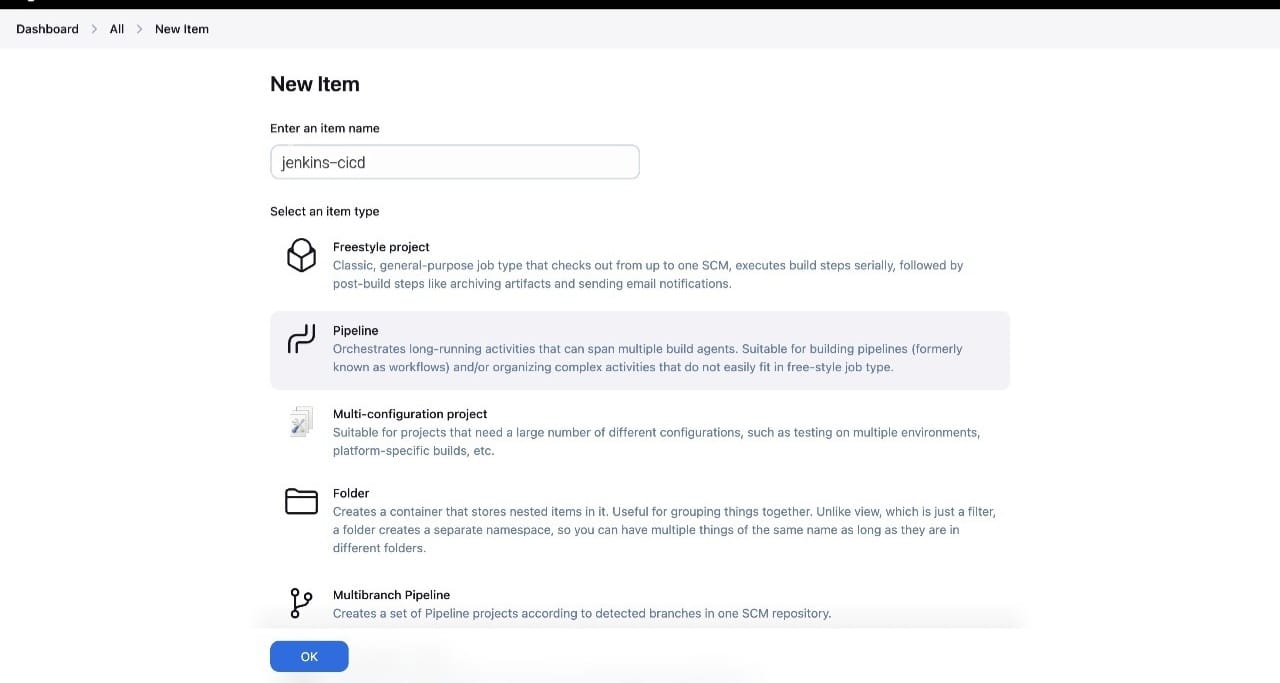 Dashboard > All > New Item
New Item
Enter an item name
jenkins-cicd
Select an item type
Freestyle project
Classic, general-purpose job type that checks out from up to one SCM, executes build steps serially, followed by
post-build steps like archiving artifacts and sending email notifications.
Pipeline
Orchestrates long-running activities that can span multiple build agents. Suitable for building pipelines (formerly
known as workflows) and/or organizing complex activities that do not easily fit in free-style job type.
Multi-configuration project
Suitable for projects that need a large number of different configurations, such as testing on multiple environments,
platform-specific builds, etc.
Folder
Creates a container that stores nested items in it. Useful for grouping things together. Unlike view, which is just a filter,
a folder creates a separate namespace, so you can have multiple things of the same name as long as they are in
different folders.
Multibranch Pipeline
Creates a set of Pipeline projects according to detected branches in one SCM repository.
OK